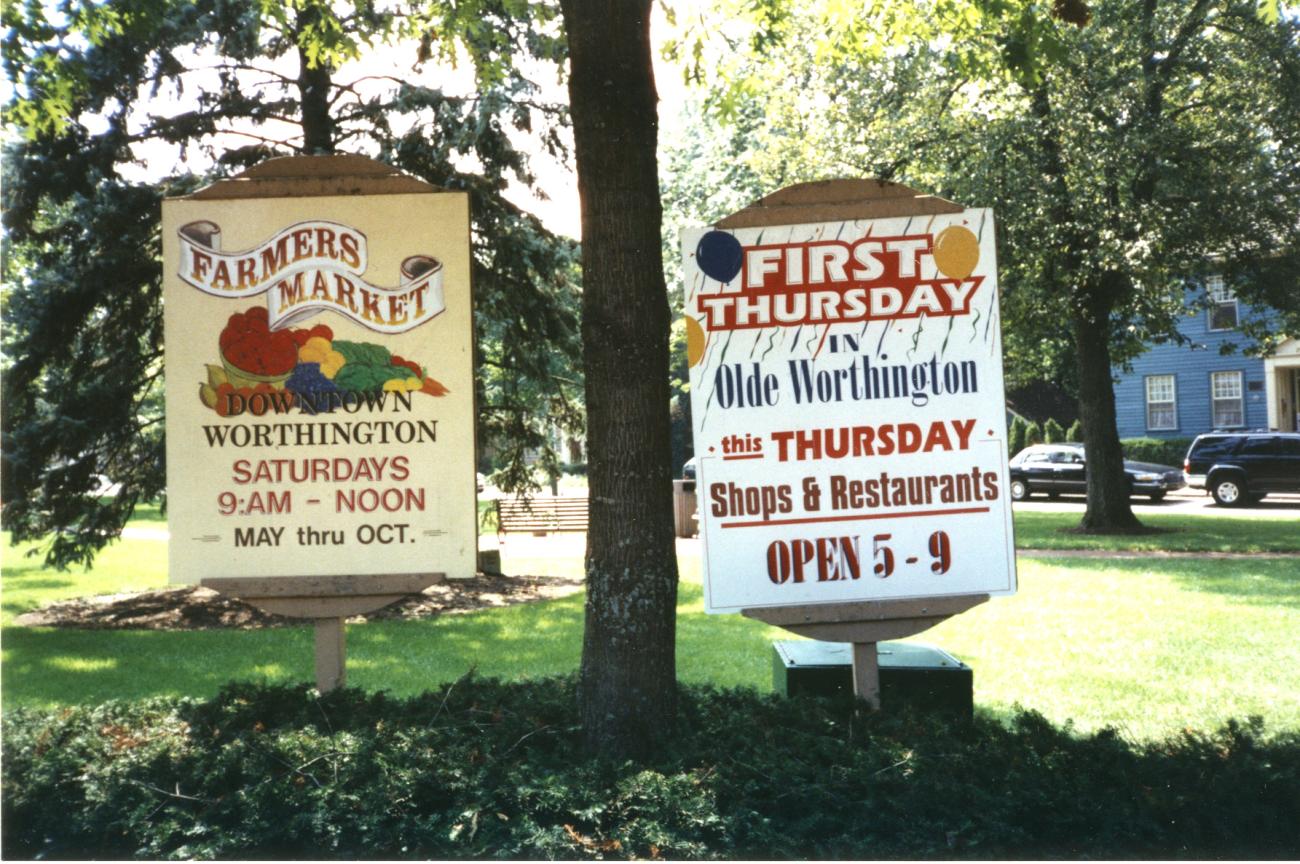 FARMERS
MARKET
DOWNTOWN
WORTHINGTON
SATURDAYS
9:AM - NOON
MAY thru OCT.
FIRST
THURSDAY
IN
Olde Worthington
this THURSDAY
Shops & Restaurants
OPEN 5 - 9